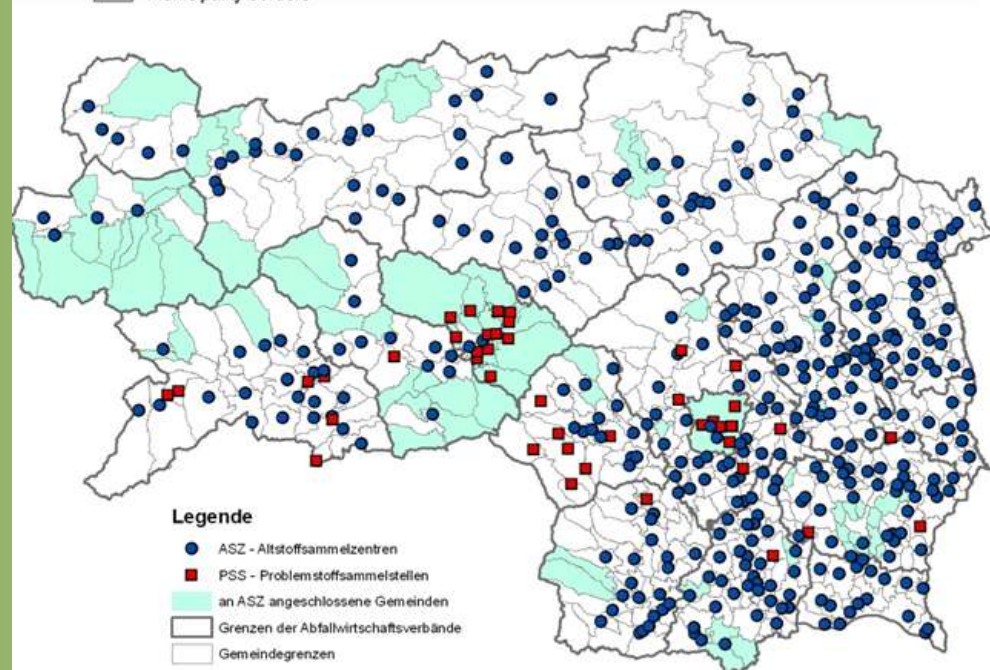 Legende
ASZ - Altstoffsammelzentren
PSS - Problemstoffsammelstellen
an ASZ angeschlossene Gemeinden
Grenzen der Abfallwirtschaftsverbände
Gemeindegrenzen